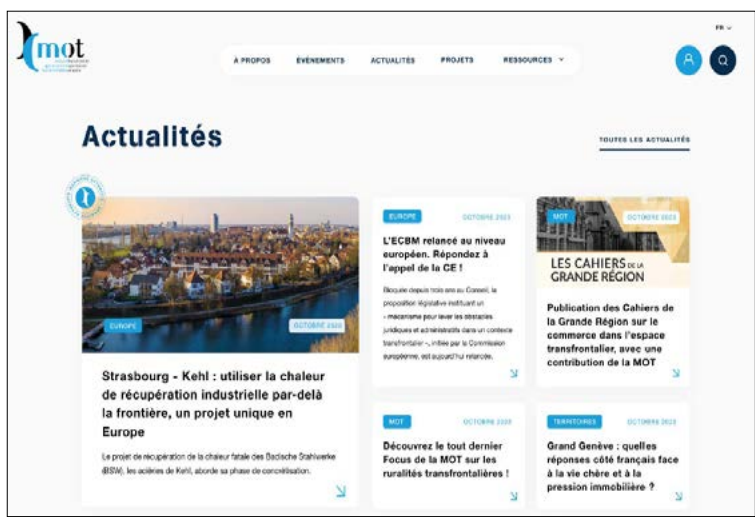 FR
mot
À PROPOS
ÉVÉNEMENTS
ACTUALITÉS
PROJETS
RESSOURCES
Actualités
TOUTES LES ACTUALITÉS
EUROPE
OCTOBRE 2023
Strasbourg - Kehl : utiliser la chaleur
de récupération industrielle par-delà
la frontière, un projet unique en
Europe
Le projet de récupération de la chaleur fatale des Badische Stahlwerke
(BSW), les aciéries de Kehl, aborde sa phase de concrétisation.
EUROPE
OCTOBRE 2023
L'ECBM relancé au niveau
européen. Répondez à
l'appel de la CE !
Bloquée depuis trois ans au Conseil, la
proposition législative instituant un
« mécanisme pour lever les obstacles
juridiques et administratifs dans un contexte
transfrontalier », initiée par la Commission
européenne, est aujourd'hui relancée.
MOT
OCTOBRE 2023
LES CAHIERS DE LA
GRANDE RÉGION
Publication des Cahiers de
la Grande Région sur le
commerce dans l'espace
transfrontalier, avec une
contribution de la MOT
MOT
OCTOBRE 2023
Découvrez le tout dernier
Focus de la MOT sur les
ruralités transfrontalières !
TERRITOIRES
OCTOBRE 2023
Grand Genève : quelles
réponses côté français face
à la vie chère et à la
pression immobilière ?